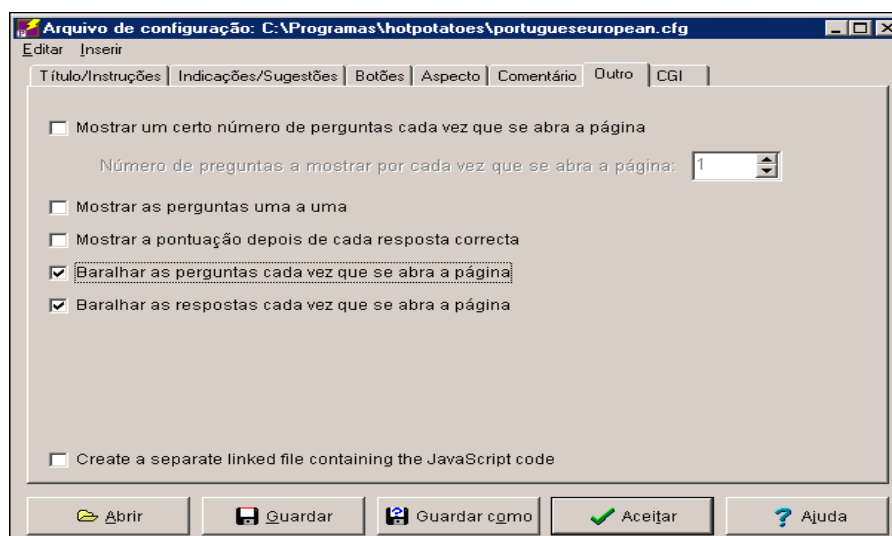 Arquivo de configuração: C:\Programas\hotpotatoes\portugueseuropean.cfg
Editar Inserir
Título/Instruções Indicações/Sugestões Botões Aspecto Comentário Outro CGI
Mostrar um certo número de perguntas cada vez que se abra a página
Número de preguntas a mostrar por cada vez que se abra a página: 1
Mostrar as perguntas uma a uma
Mostrar a pontuação depois de cada resposta correcta
Baralhar as perguntas cada vez que se abra a página
Baralhar as respostas cada vez que se abra a página
Create a separate linked file containing the JavaScript code
Abrir Guardar Guardar como Aceitar Ajuda